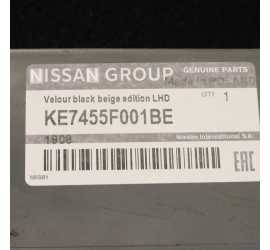 NISSAN GROUP
GENUINE PARTS
Velour black beige edition LHD
QTY 1
KE7455F001BE
1908
Nissan International S.A.
EAC